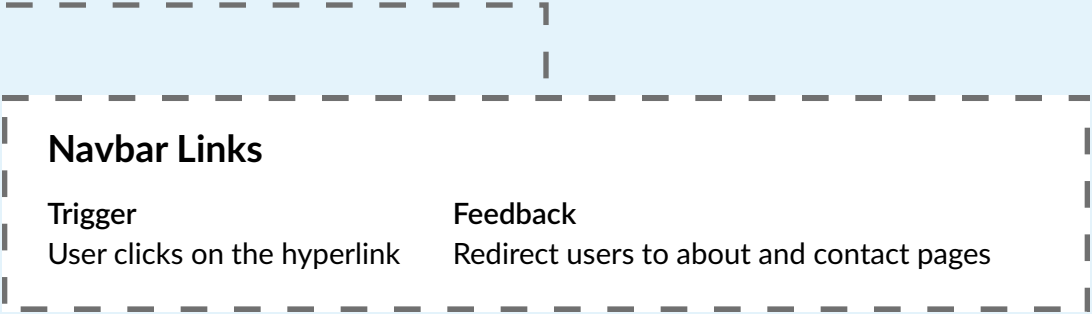 Navbar Links
Trigger
User clicks on the hyperlink
Feedback
Redirect users to about and contact pages